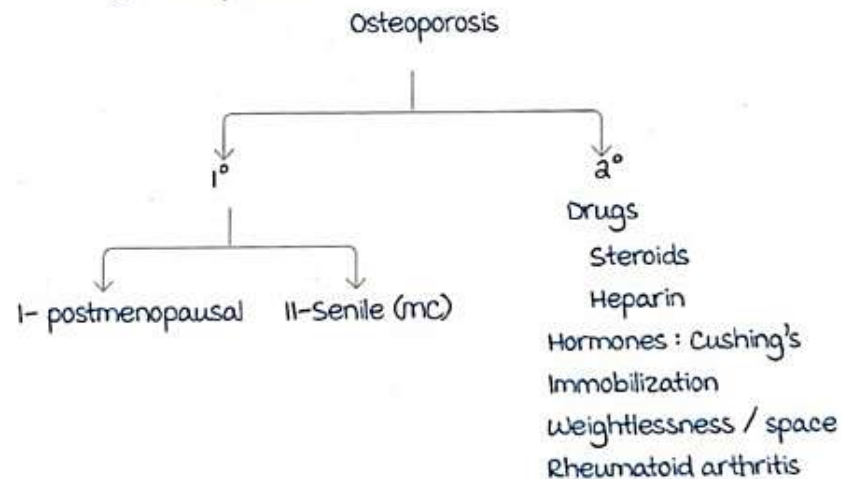 Osteoporosis
1° 2°
Drugs
Steroids
Heparin
I- postmenopausal II-Senile (mc)
Hormones : Cushing's
Immobilization
Weightlessness / space
Rheumatoid arthritis